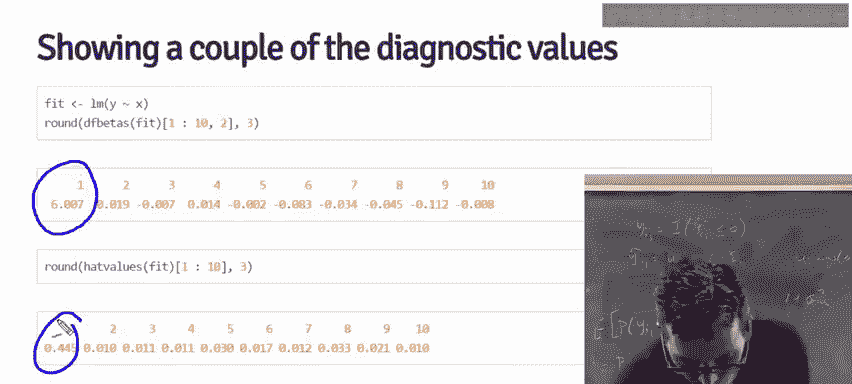 Showing a couple of the diagnostic values
fit <- lm(y ~ x)
round(dfbetas(fit)[1 : 10, 2], 3)
1 2 3 4 5 6 7 8 9 10
6.007 0.019 -0.007 0.014 -0.002 -0.083 -0.034 -0.045 -0.112 -0.008
round(hatvalues(fit)[1 : 10], 3)
2 3 4 5 6 7 8 9 10
0.445 0.010 0.011 0.011 0.030 0.017 0.012 0.033 0.021 0.010